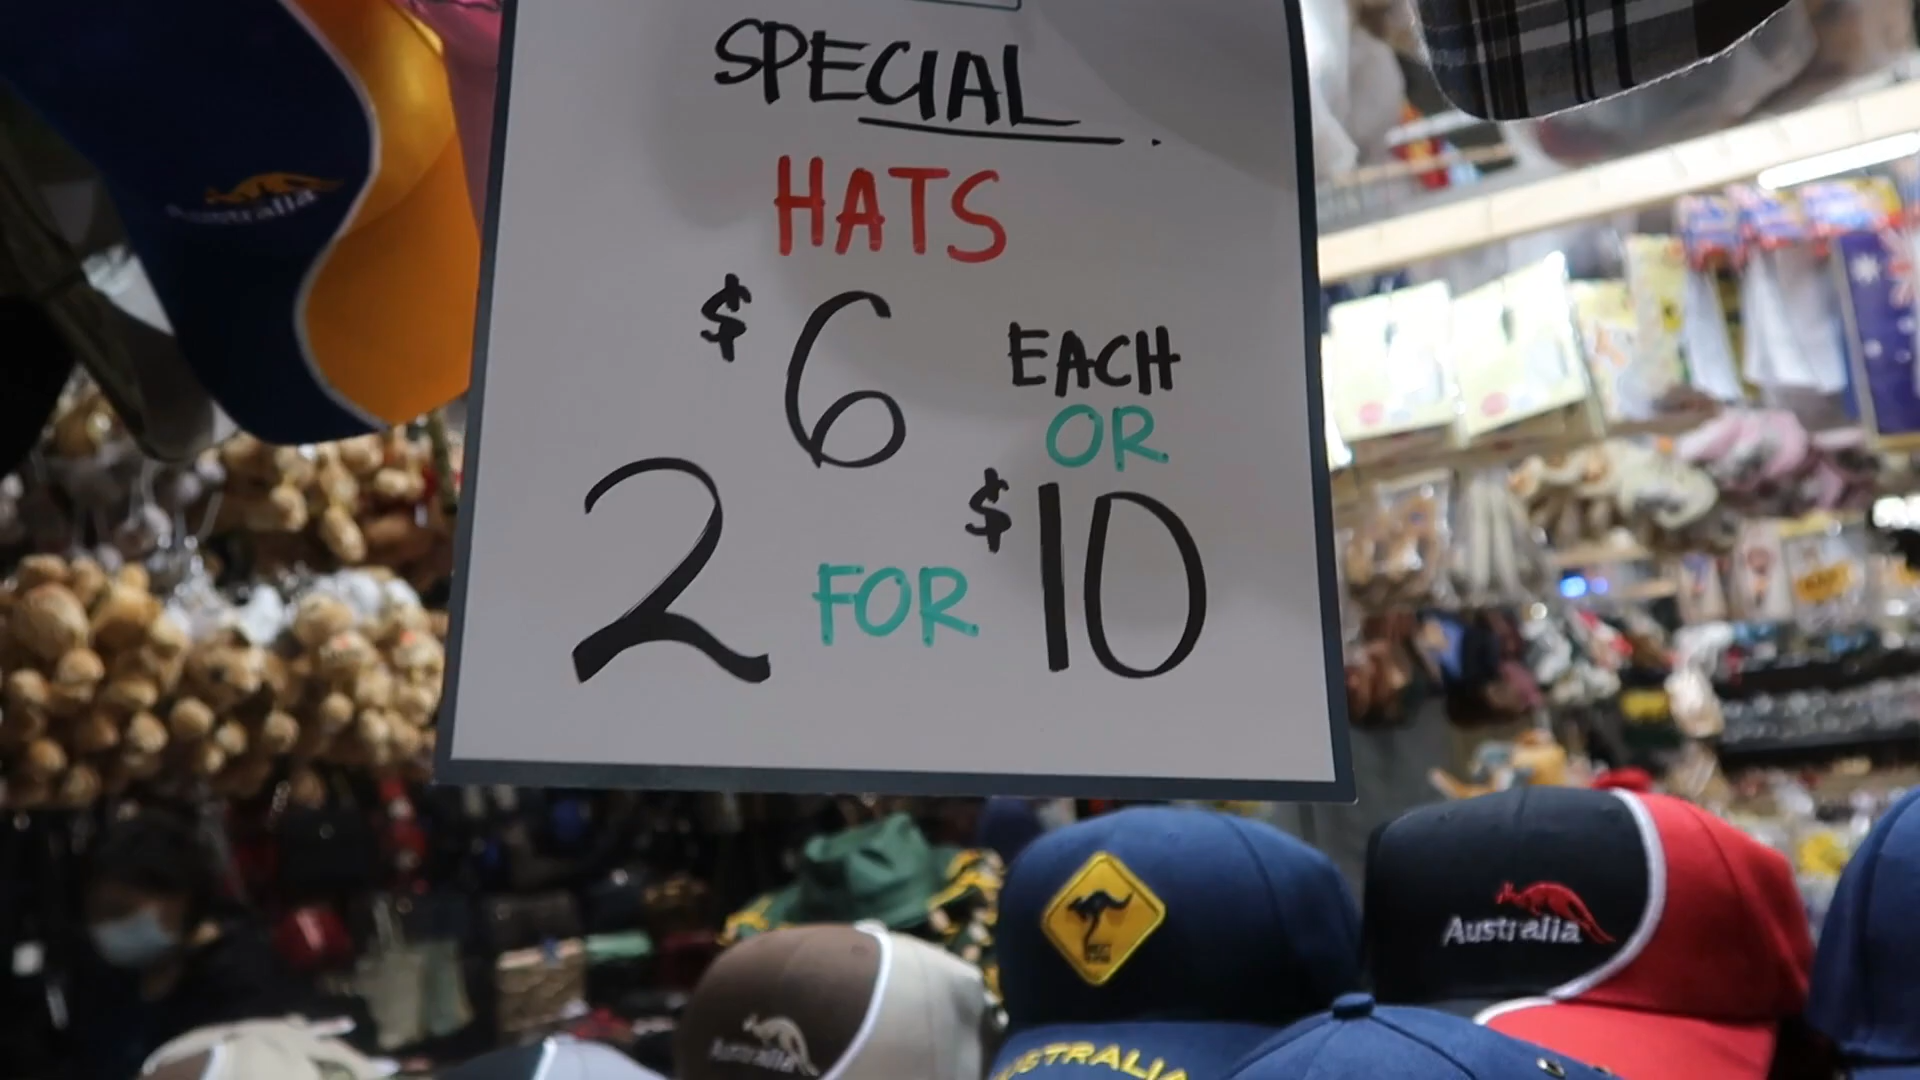 SPECIAL
HATS
$6 EACH
OR
2 FOR $10
Australia
Australia
Australia
AUSTRALIA